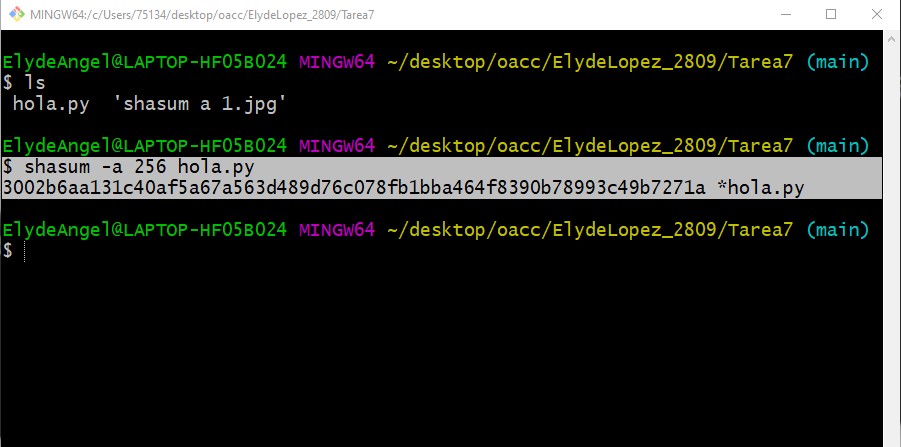 MINGW64:/c/Users/75134/desktop/oacc/ElydeLopez_2809/Tarea7
ElydeAngel@LAPTOP-HF05B024 MINGW64 ~/desktop/oacc/ElydeLopez_2809/Tarea7 (main)
$ ls
hola.py  'shasum a 1.jpg'
ElydeAngel@LAPTOP-HF05B024 MINGW64 ~/desktop/oacc/ElydeLopez_2809/Tarea7 (main)
$ shasum -a 256 hola.py
3002b6aa131c40af5a67a563d489d76c078fb1bba464f8390b78993c49b7271a *hola.py
ElydeAngel@LAPTOP-HF05B024 MINGW64 ~/desktop/oacc/ElydeLopez_2809/Tarea7 (main)
$